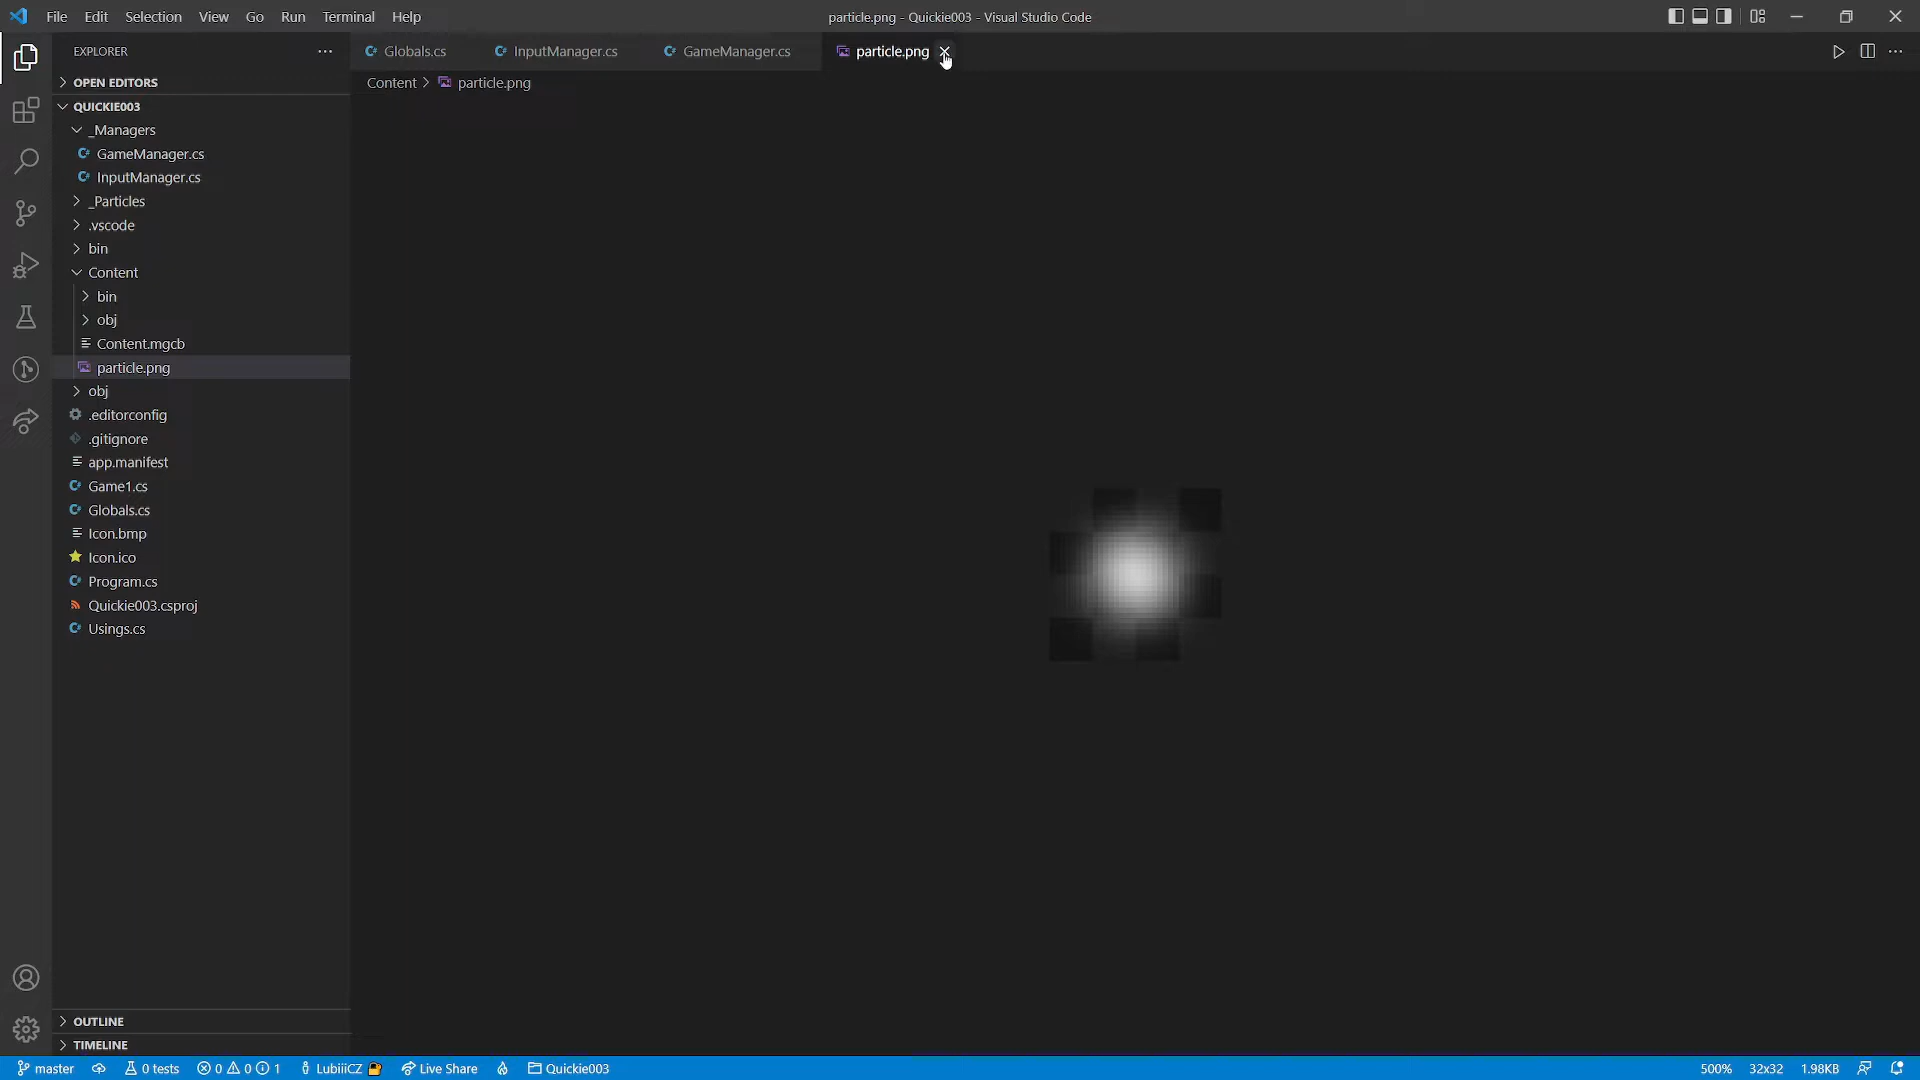 File Edit Selection View Go Run Terminal Help
particle.png - Quickie003 - Visual Studio Code
EXPLORER
Globals.cs
InputManager.cs
GameManager.cs
particle.png
OPEN EDITORS
Content > particle.png
QUICKIE003
_Managers
GameManager.cs
InputManager.cs
_Particles
.vscode
bin
Content
bin
obj
Content.mgcb
particle.png
obj
.editorconfig
.gitignore
app.manifest
Game1.cs
Globals.cs
Icon.bmp
Icon.ico
Program.cs
Quickie003.csproj
Usings.cs
OUTLINE
TIMELINE
master 0 tests 0 0 1 LubiiiCZ Live Share Quickie003 500% 32x32 1.98KB